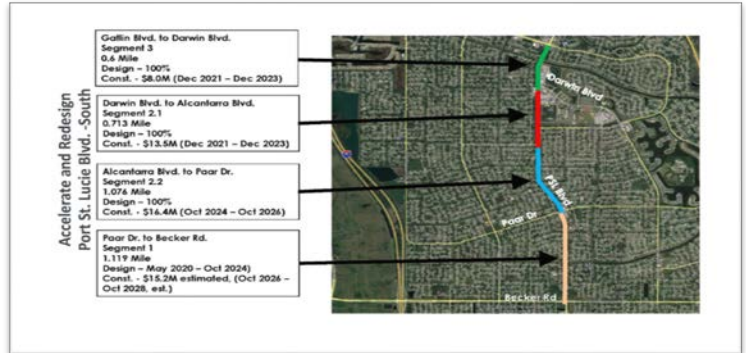 Accelerate and Redesign
Port St. Lucie Blvd. -South
Gatlin Blvd. to Darwin Blvd.
Segment 3
0.6 Mile
Design – 100%
Const. - $8.0M (Dec 2021 – Dec 2023)
Darwin Blvd. to Alcantarra Blvd.
Segment 2.1
0.713 Mile
Design – 100%
Const. - $13.5M (Dec 2021 – Dec 2023)
Alcantarra Blvd. to Paar Dr.
Segment 2.2
1.076 Mile
Design – 100%
Const. - $16.4M (Oct 2024 – Oct 2026)
Paar Dr. to Becker Rd.
Segment 1
1.119 Mile
Design – May 2020 – Oct 2024)
Const. - $15.2M estimated, (Oct 2026 –
Oct 2028, est.)
Darwin Blvd
PSL Blvd
Paar Dr
Becker Rd